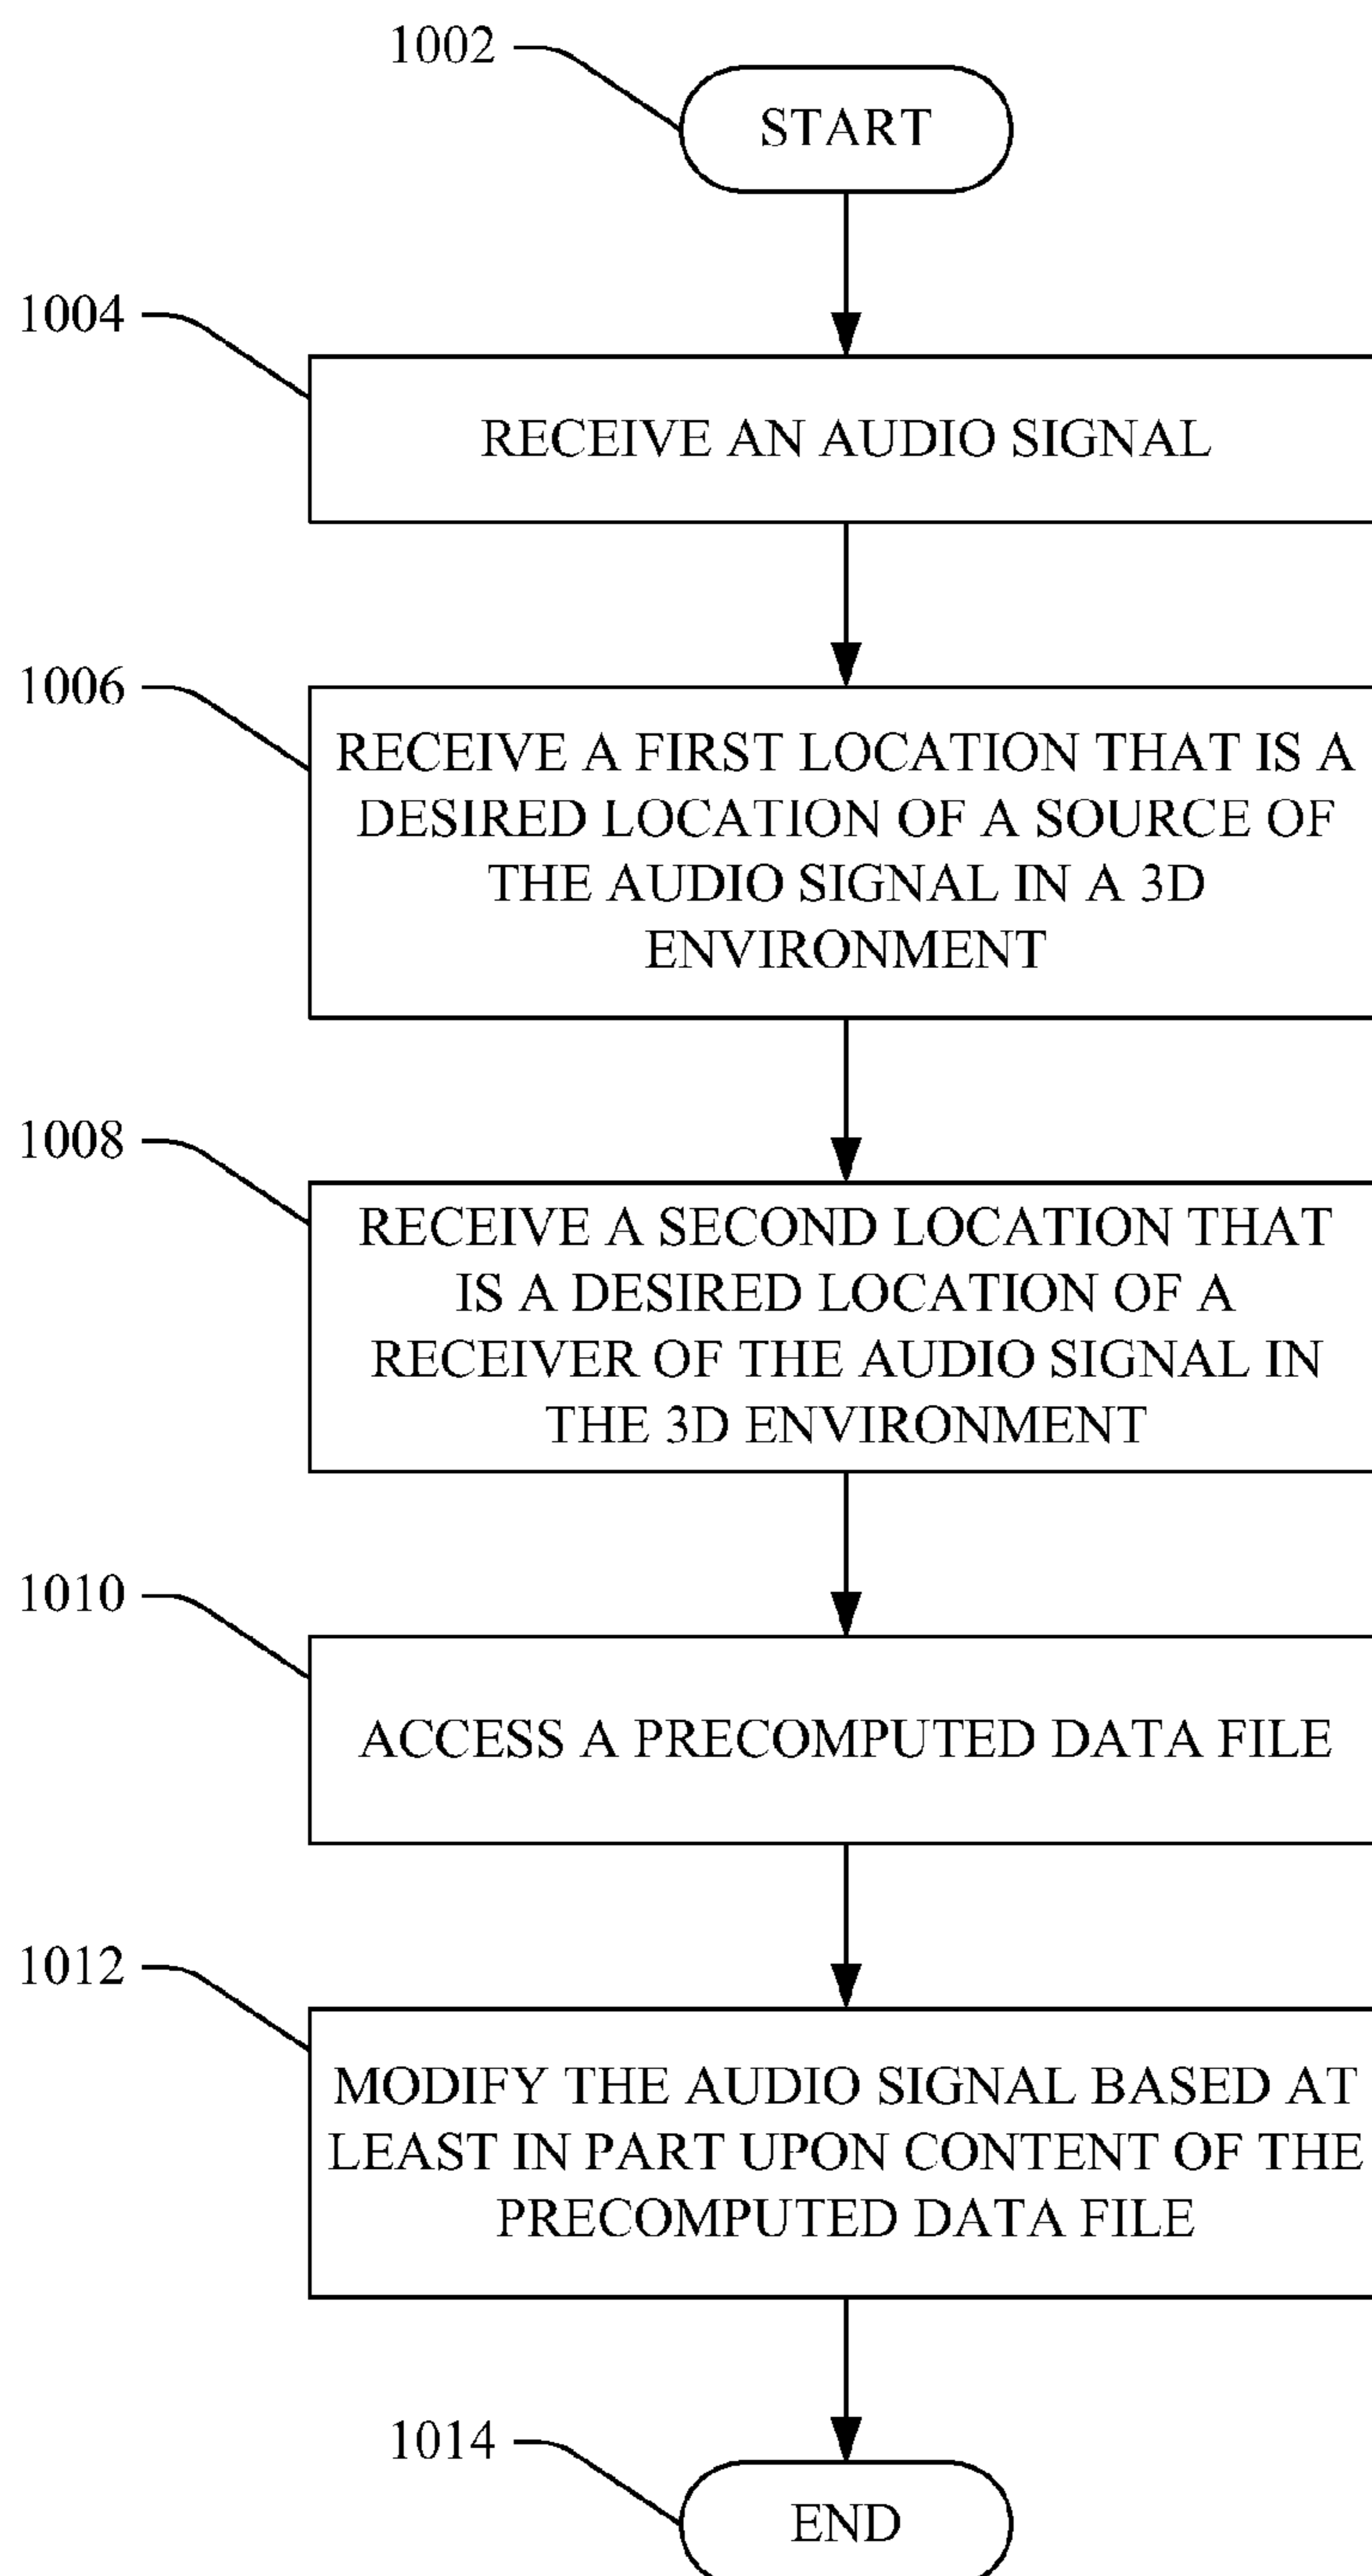 1002
START
1004
RECEIVE AN AUDIO SIGNAL
1006
RECEIVE A FIRST LOCATION THAT IS A
DESIRED LOCATION OF A SOURCE OF
THE AUDIO SIGNAL IN A 3D
ENVIRONMENT
1008
RECEIVE A SECOND LOCATION THAT
IS A DESIRED LOCATION OF A
RECEIVER OF THE AUDIO SIGNAL IN
THE 3D ENVIRONMENT
1010
ACCESS A PRECOMPUTED DATA FILE
1012
MODIFY THE AUDIO SIGNAL BASED AT
LEAST IN PART UPON CONTENT OF THE
PRECOMPUTED DATA FILE
1014
END